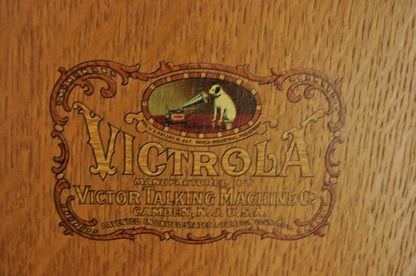 VICTROLA
MANUFACTURED BY
VICTOR TALKING MACHINE Co
CAMDEN, N.J. U.S.A.
PATENTED IN UNITED STATES &